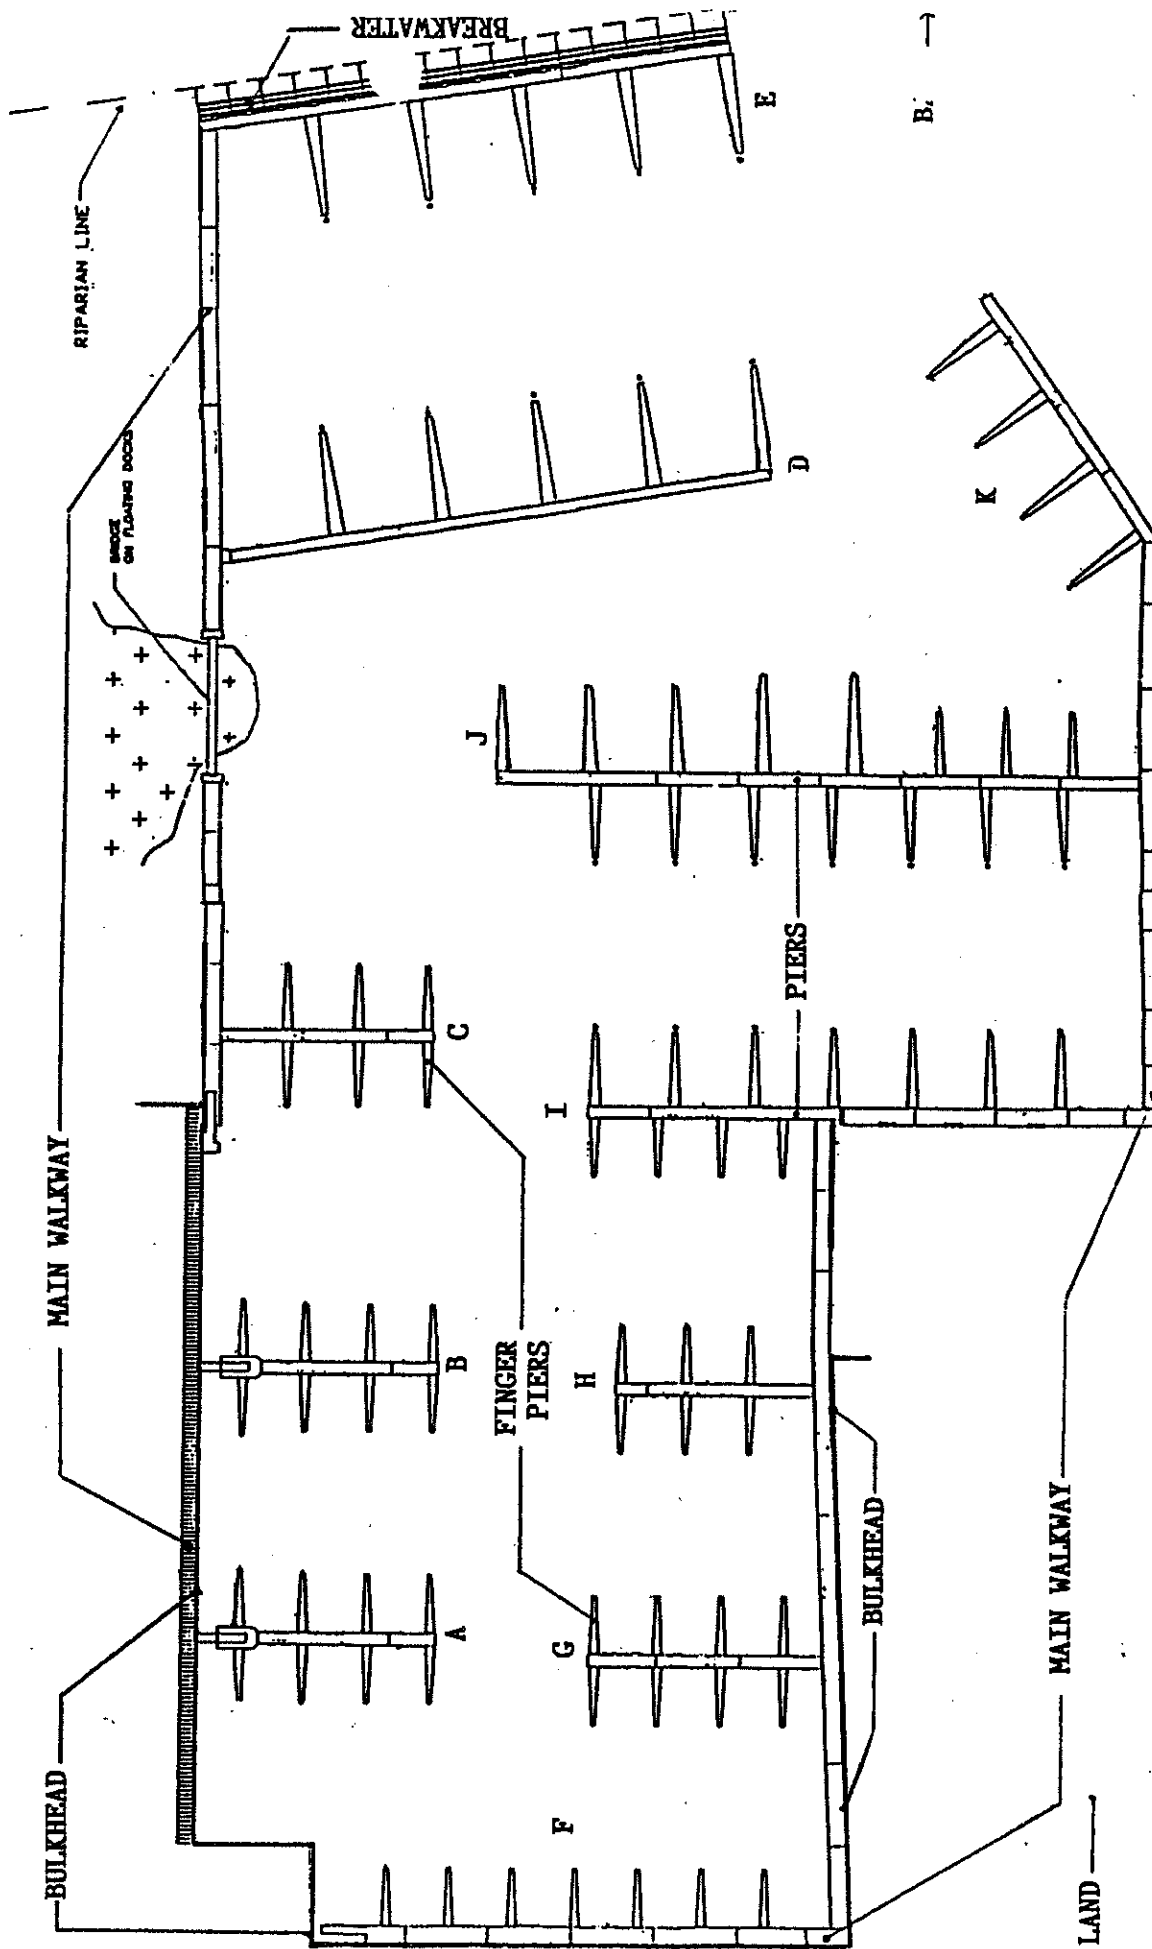 BREAKWATER
RIPARIAN LINE
BRIDGE
ON FLOATING DOCKS
MAIN WALKWAY
BULKHEAD
A
B
C
D
E
F
G
H
I
J
K
FINGER
PIERS
PIERS
BULKHEAD
MAIN WALKWAY
LAND